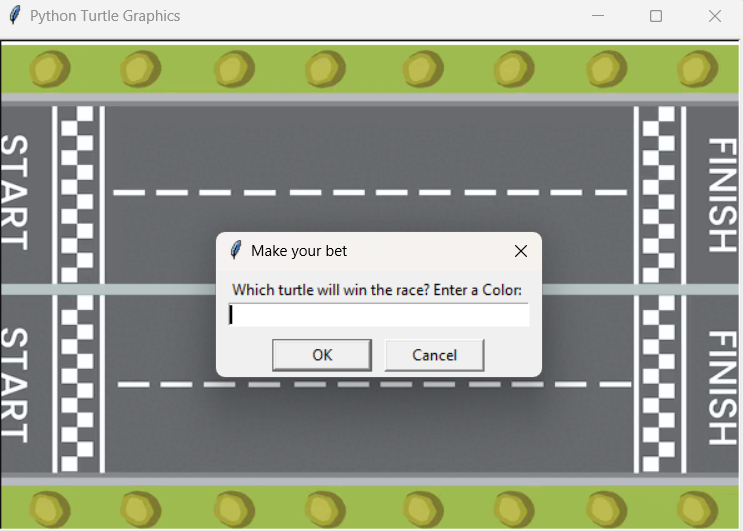 Python Turtle Graphics
START
FINISH
Make your bet
Which turtle will win the race? Enter a Color:
OK
Cancel
START
FINISH